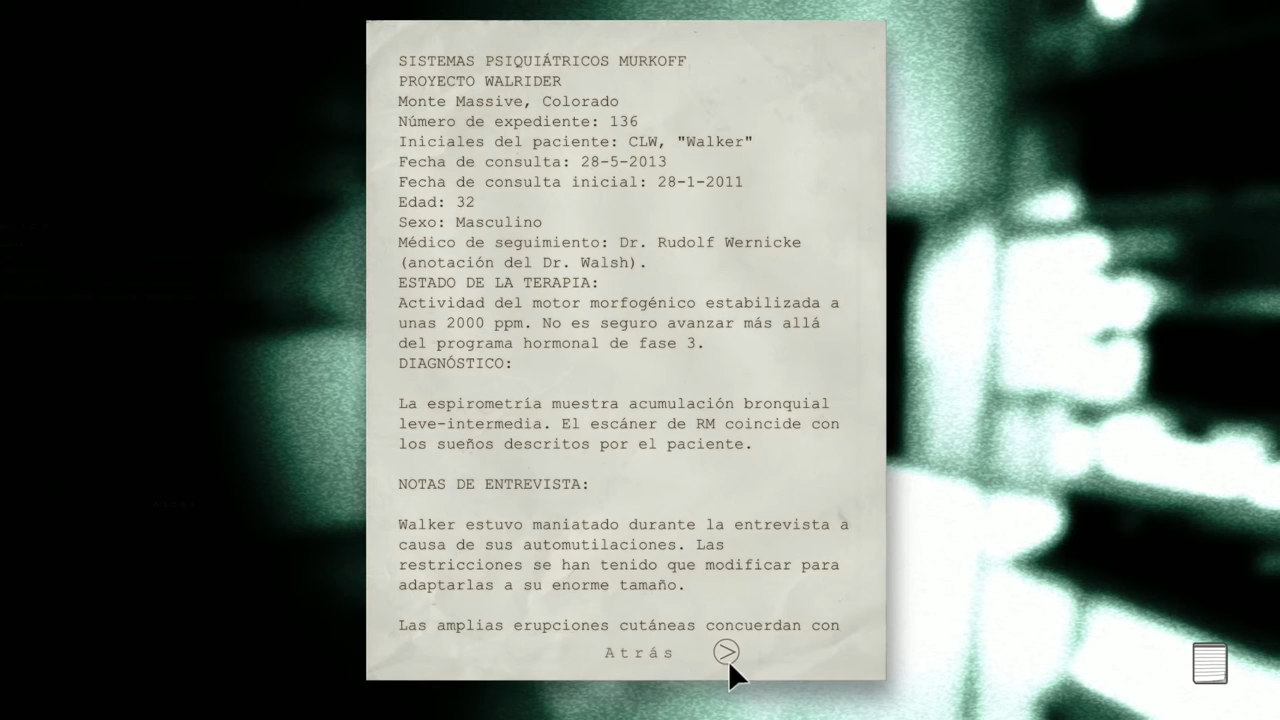 SISTEMAS PSIQUIÁTRICOS MURKOFF
PROYECTO WALRIDER
Monte Massive, Colorado
Número de expediente: 136
Iniciales del paciente: CLW, "Walker"
Fecha de consulta: 28-5-2013
Fecha de consulta inicial: 28-1-2011
Edad: 32
Sexo: Masculino
Médico de seguimiento: Dr. Rudolf Wernicke
(anotación del Dr. Walsh).
ESTADO DE LA TERAPIA:
Actividad del motor morfogénico estabilizada a
unas 2000 ppm. No es seguro avanzar más allá
del programa hormonal de fase 3.
DIAGNÓSTICO:
La espirometría muestra acumulación bronquial
leve-intermedia. El escáner de RM coincide con
los sueños descritos por el paciente.
NOTAS DE ENTREVISTA:
Walker estuvo maniatado durante la entrevista a
causa de sus automutilaciones. Las
restricciones se han tenido que modificar para
adaptarlas a su enorme tamaño.
Las amplias erupciones cutáneas concuerdan con
Atrás >